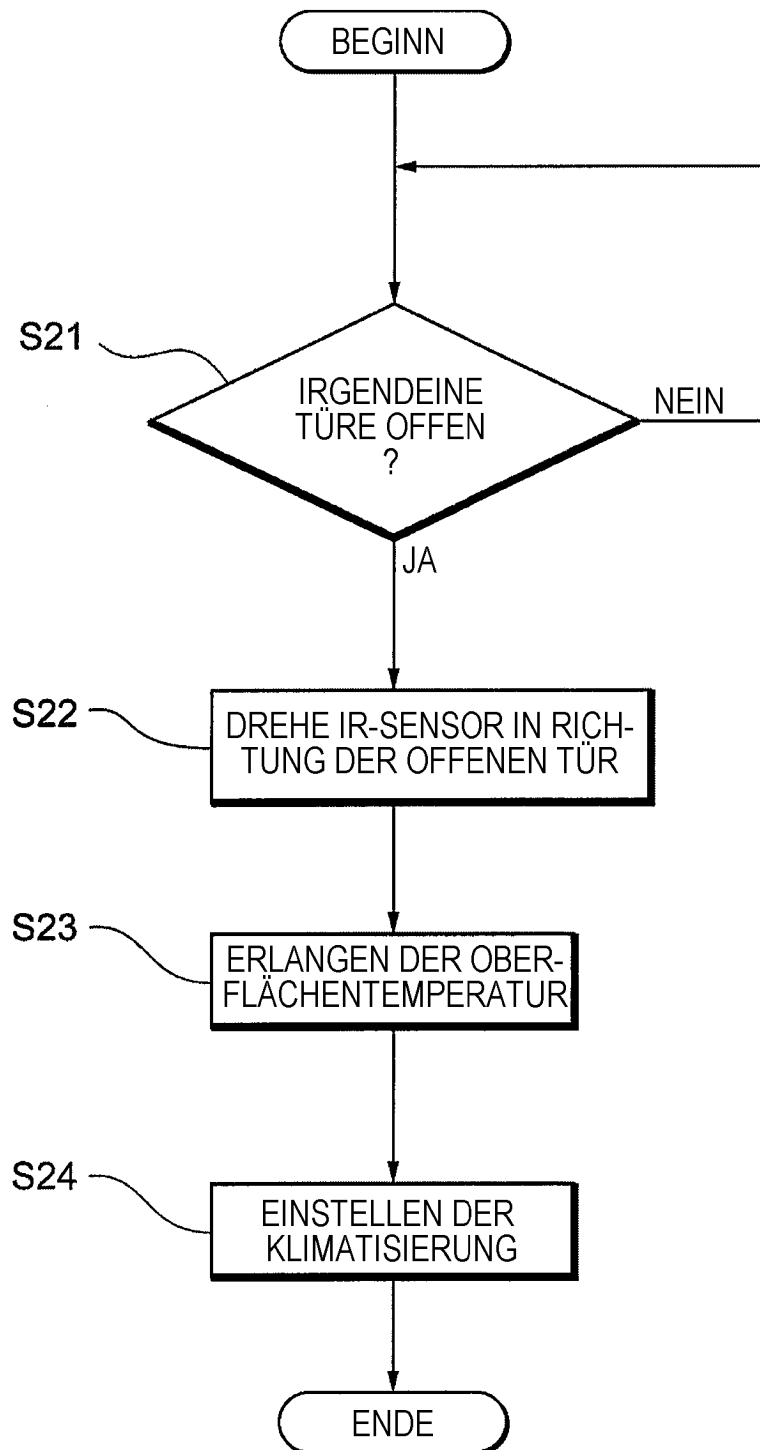 BEGINN
S21
IRGENDEINE
TÜRE OFFEN
?
NEIN
JA
S22
DREHE IR-SENSOR IN RICH-
TUNG DER OFFENEN TÜR
S23
ERLANGEN DER OBER-
FLÄCHENTEMPERATUR
S24
EINSTELLEN DER
KLIMATISIERUNG
ENDE